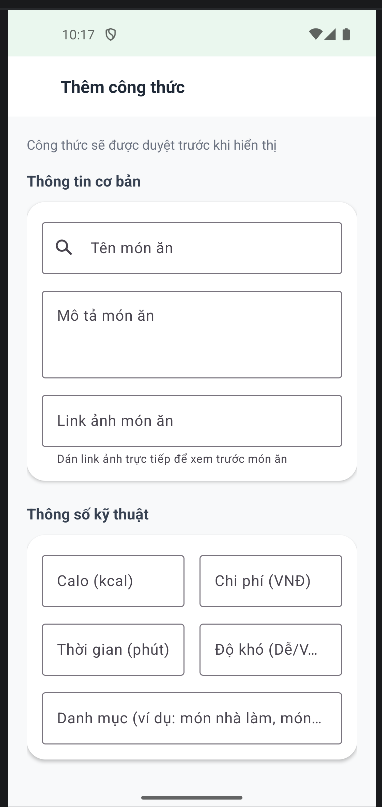 10:17
Thêm công thức
Công thức sẽ được duyệt trước khi hiển thị
Thông tin cơ bản
Tên món ăn
Mô tả món ăn
Link ảnh món ăn
Dán link ảnh trực tiếp để xem trước món ăn
Thông số kỹ thuật
Calo (kcal)
Chi phí (VNĐ)
Thời gian (phút)
Độ khó (Dễ/V...
Danh mục (ví dụ: món nhà làm, món...